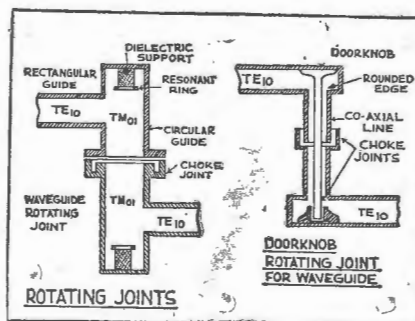 DIELECTRIC
SUPPORT
RECTANGULAR
GUIDE
RESONANT
RING
TE10
TM01
CIRCULAR
GUIDE
CHOKE
JOINT
TM01
WAVEGUIDE
ROTATING
JOINT
TE10
ROTATING JOINTS
DOORKNOB
TE10
ROUNDED
EDGE
CO-AXIAL
LINE
CHOKE
JOINTS
TE10
DOORKNOB
ROTATING JOINT
FOR WAVEGUIDE